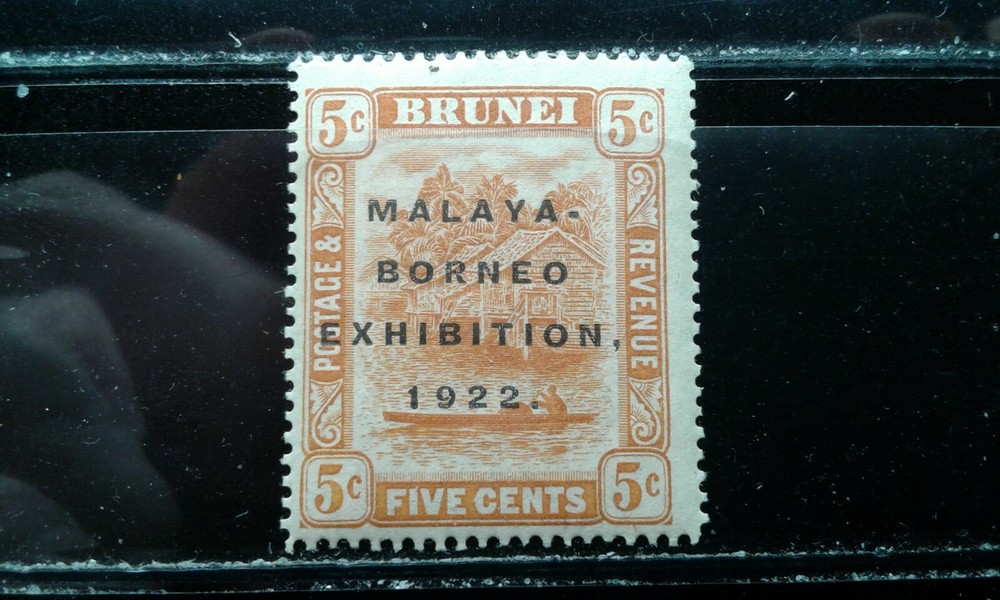 5c BRUNEI 5c
POSTAGE &
REVENUE
MALAYA-
BORNEO
EXHIBITION,
1922.
5c FIVE CENTS 5c